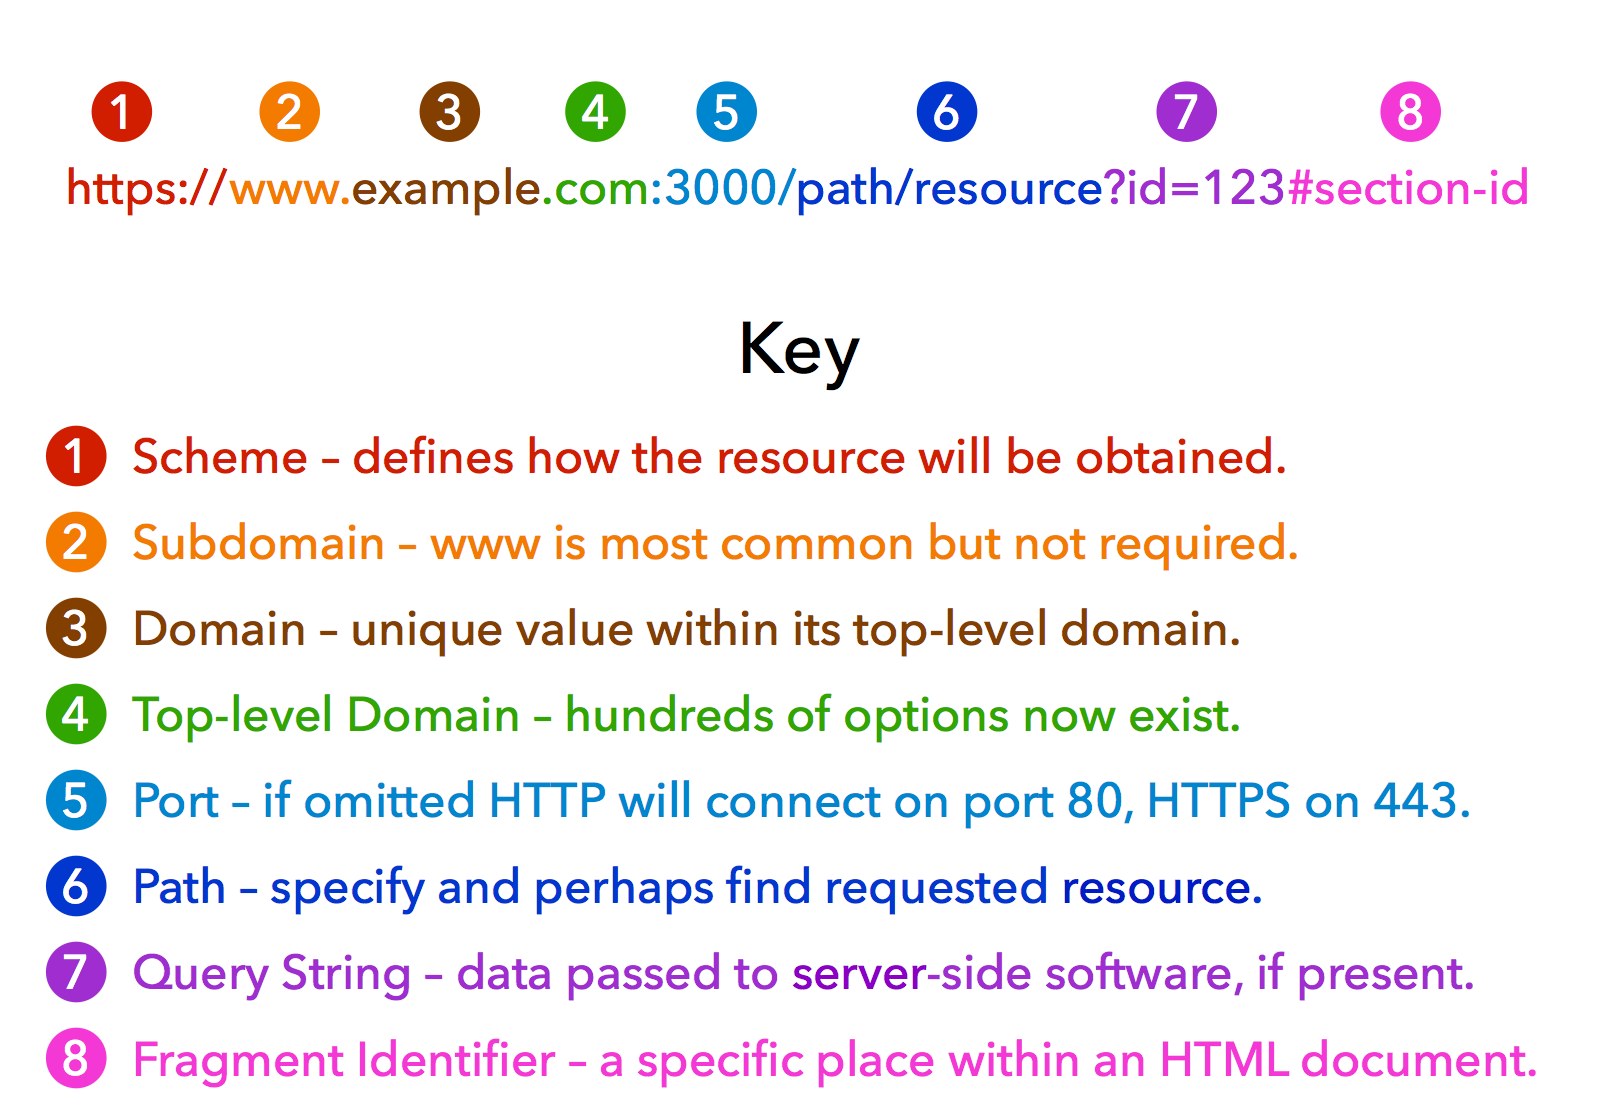 1 2 3 4 5 6 7 8
https://www.example.com:3000/path/resource?id=123#section-id
Key
1 Scheme – defines how the resource will be obtained.
2 Subdomain – www is most common but not required.
3 Domain – unique value within its top-level domain.
4 Top-level Domain – hundreds of options now exist.
5 Port – if omitted HTTP will connect on port 80, HTTPS on 443.
6 Path – specify and perhaps find requested resource.
7 Query String – data passed to server-side software, if present.
8 Fragment Identifier – a specific place within an HTML document.